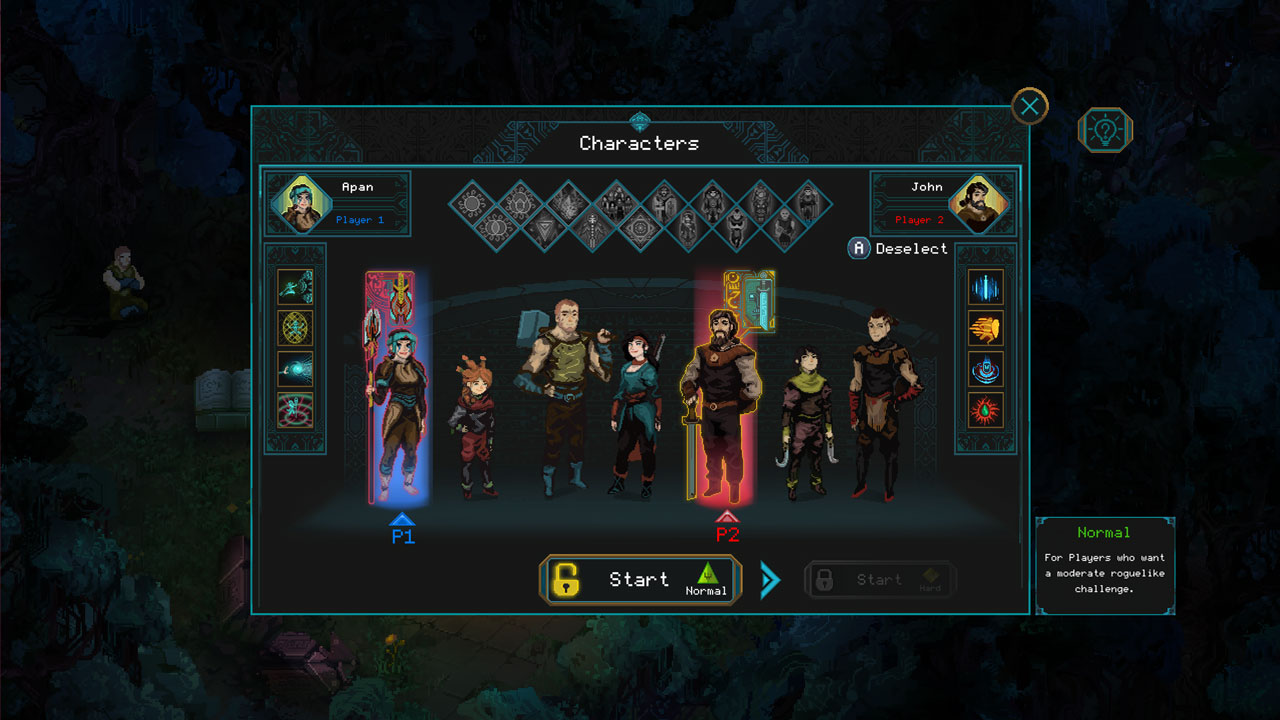 Characters
Apan
Player 1
John
Player 2
A Deselect
P1
P2
Start
Normal
Start
Hard
Normal
For Players who want
a moderate roguelike
challenge.